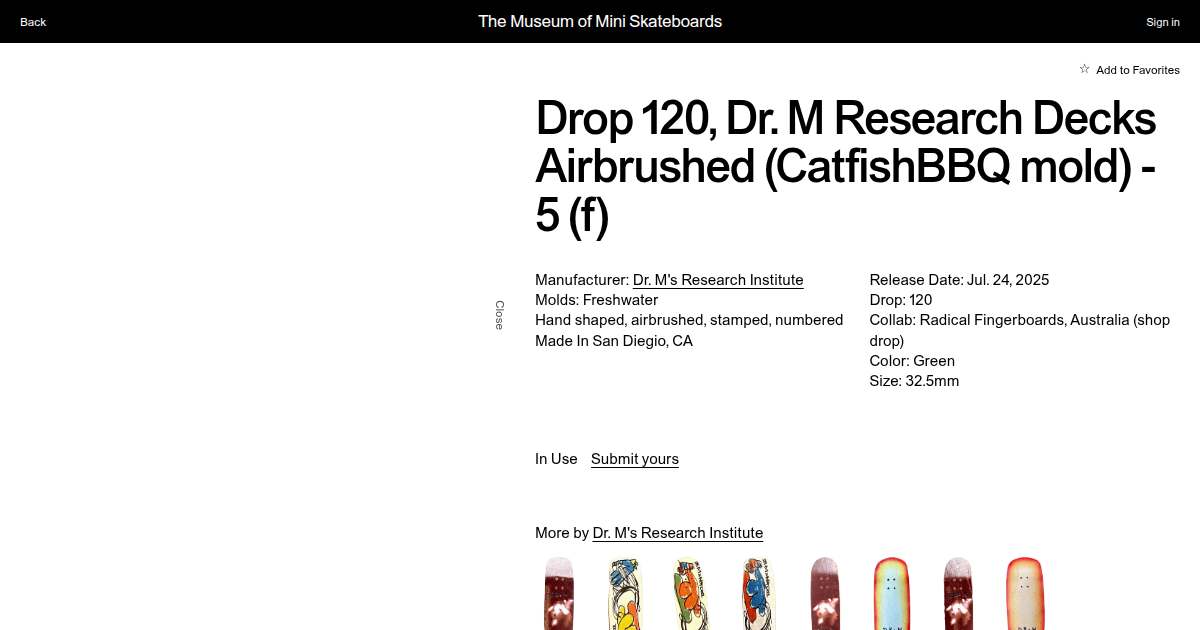 Back
The Museum of Mini Skateboards
Sign in
☆ Add to Favorites
Drop 120, Dr. M Research Decks
Airbrushed (CatfishBBQ mold) -
5 (f)
Manufacturer: Dr. M's Research Institute
Molds: Freshwater
Hand shaped, airbrushed, stamped, numbered
Made In San Diegio, CA
Release Date: Jul. 24, 2025
Drop: 120
Collab: Radical Fingerboards, Australia (shop
drop)
Color: Green
Size: 32.5mm
Close
In Use Submit yours
More by Dr. M's Research Institute